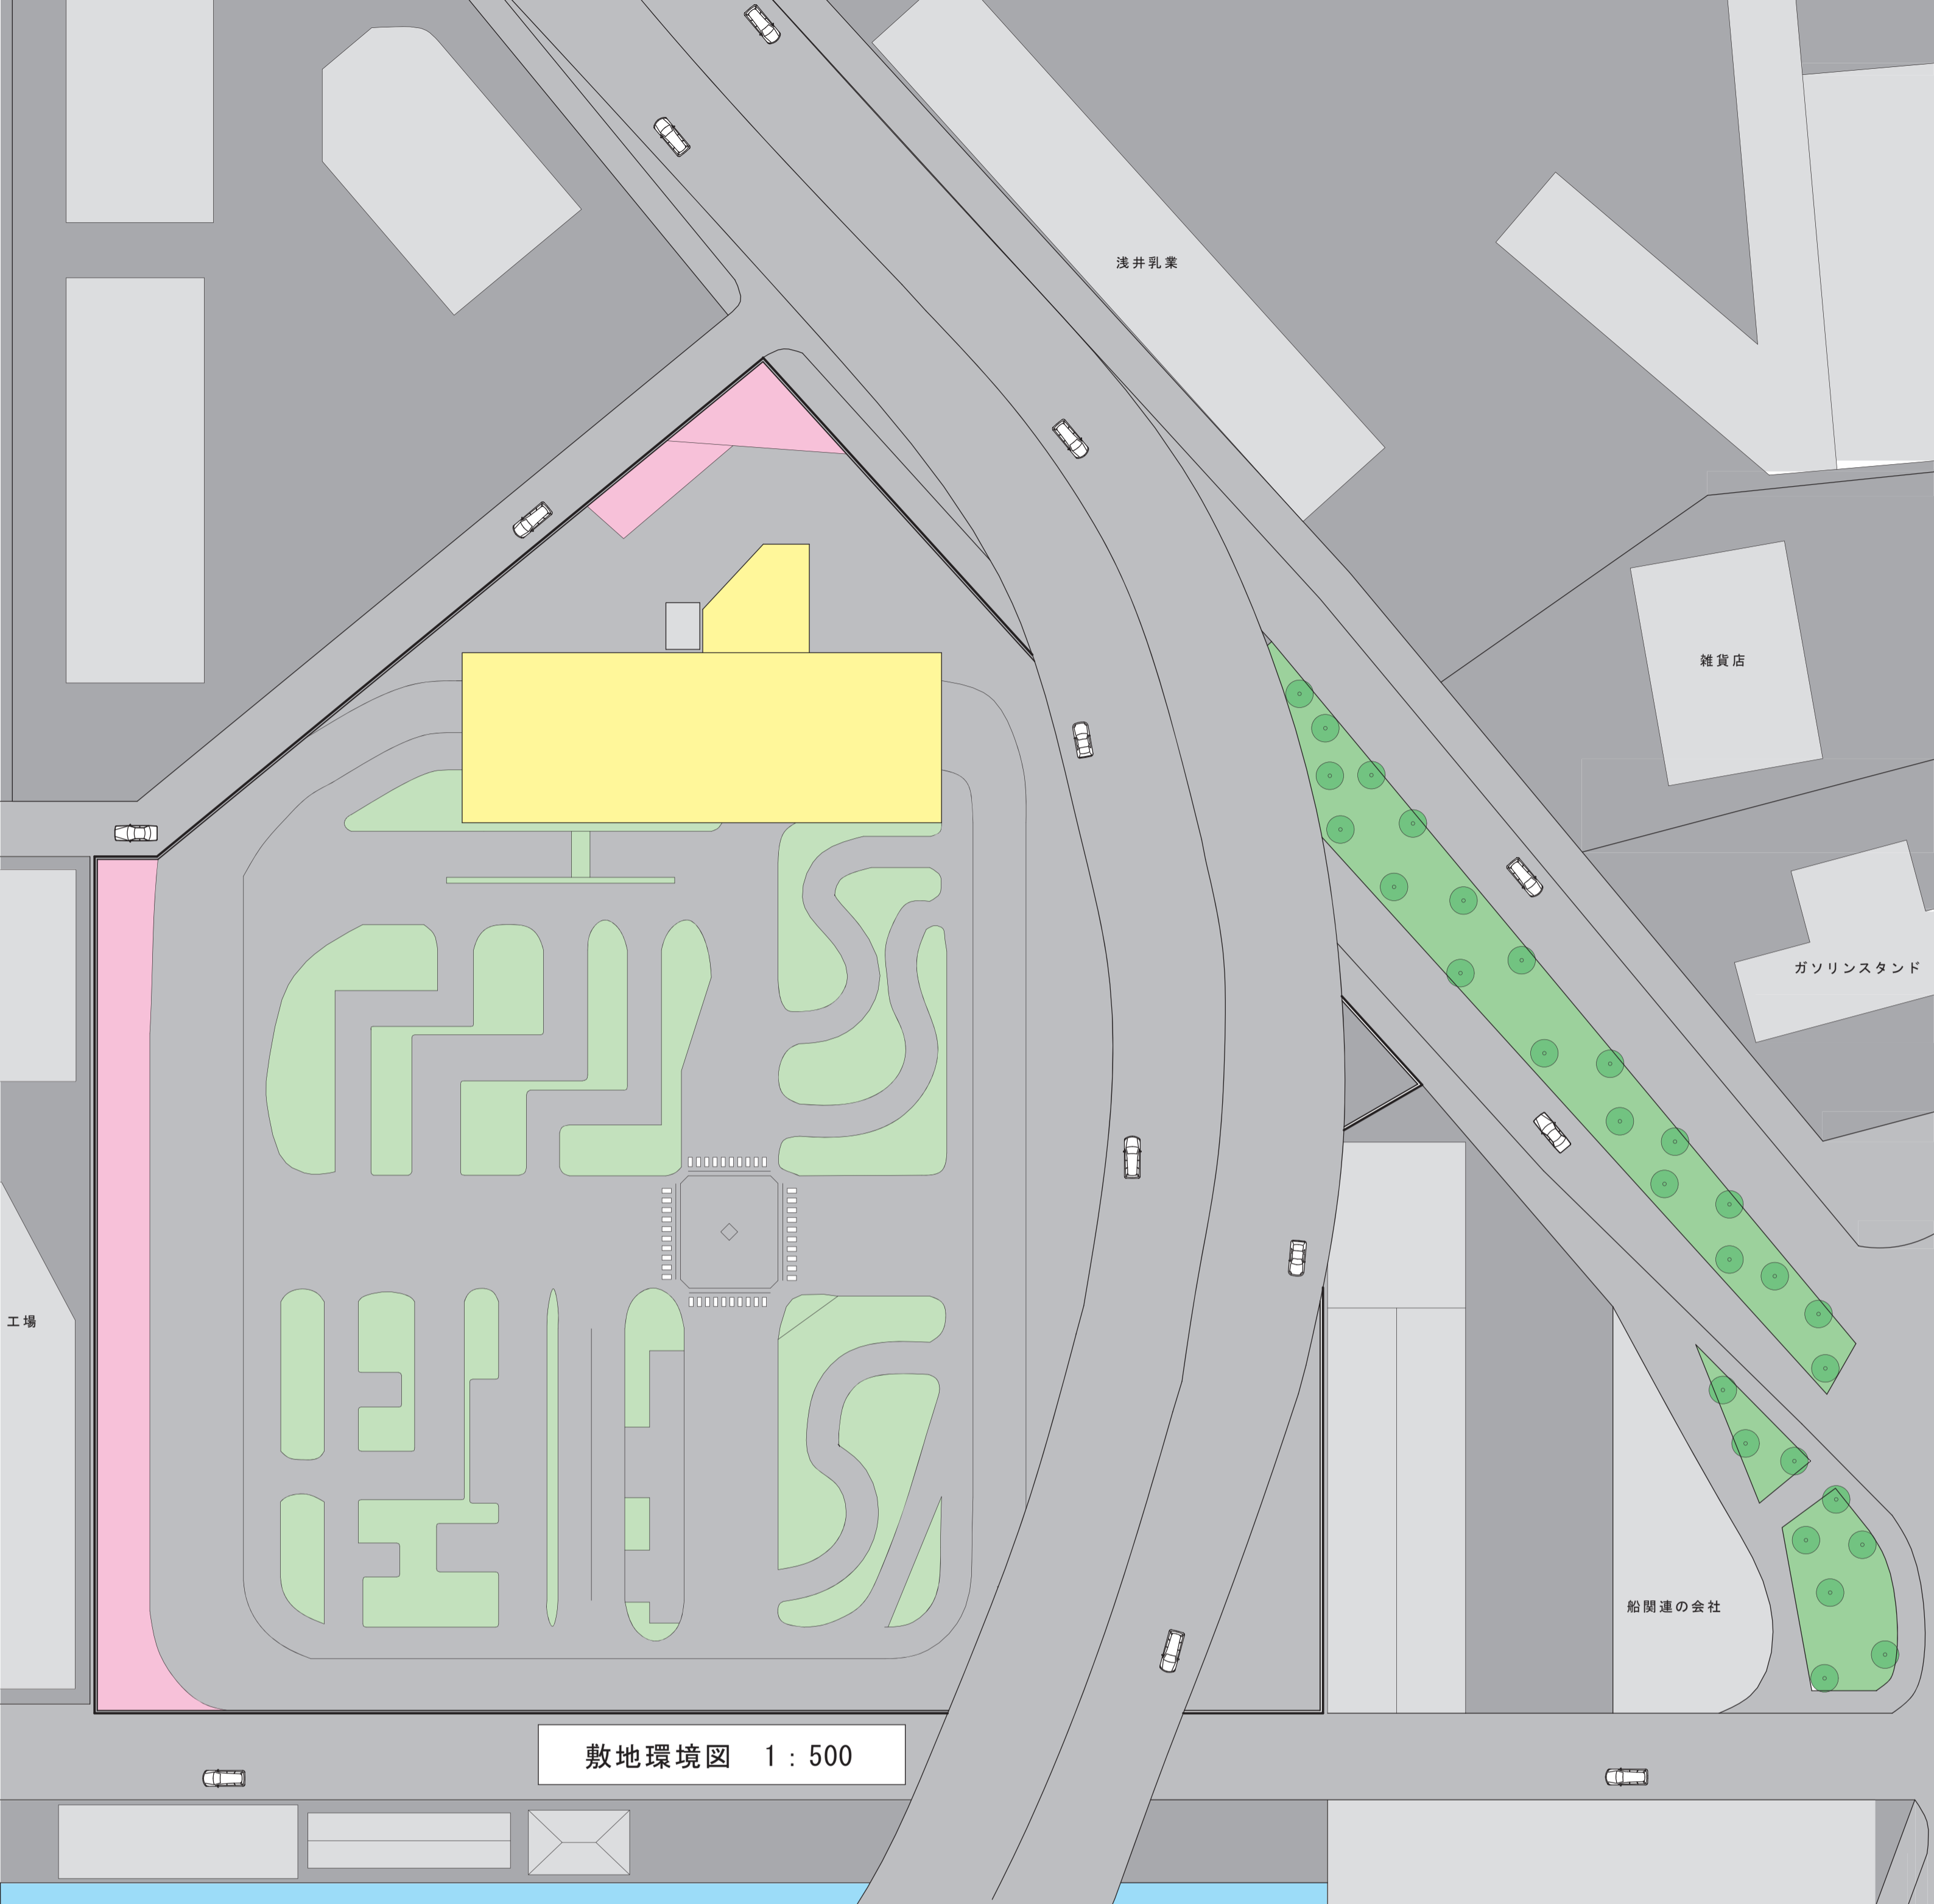 浅井乳業
雑貨店
ガソリンスタンド
工場
船関連の会社
敷地環境図　1：500